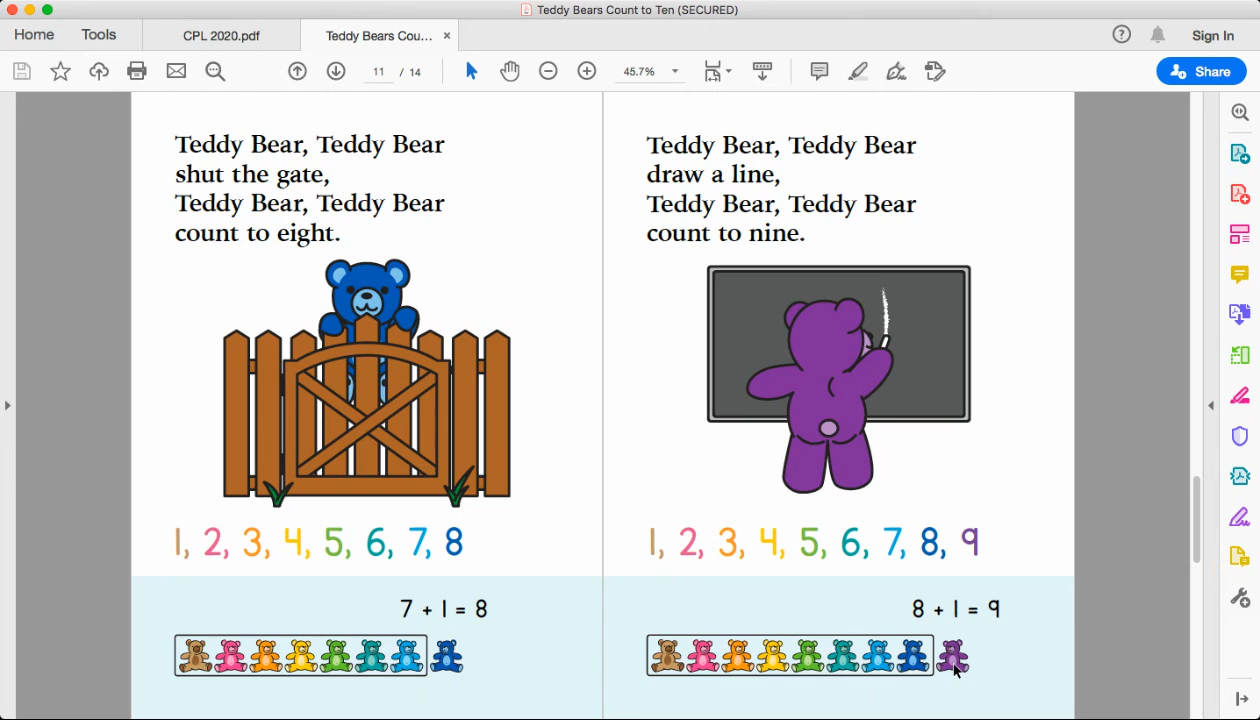 Teddy Bears Count to Ten (SECURED)
Home Tools CPL 2020.pdf Teddy Bears Cou... × Sign In
11 / 14 45.7% Share
Teddy Bear, Teddy Bear
shut the gate,
Teddy Bear, Teddy Bear
count to eight.
1, 2, 3, 4, 5, 6, 7, 8
7 + 1 = 8
Teddy Bear, Teddy Bear
draw a line,
Teddy Bear, Teddy Bear
count to nine.
1, 2, 3, 4, 5, 6, 7, 8, 9
8 + 1 = 9